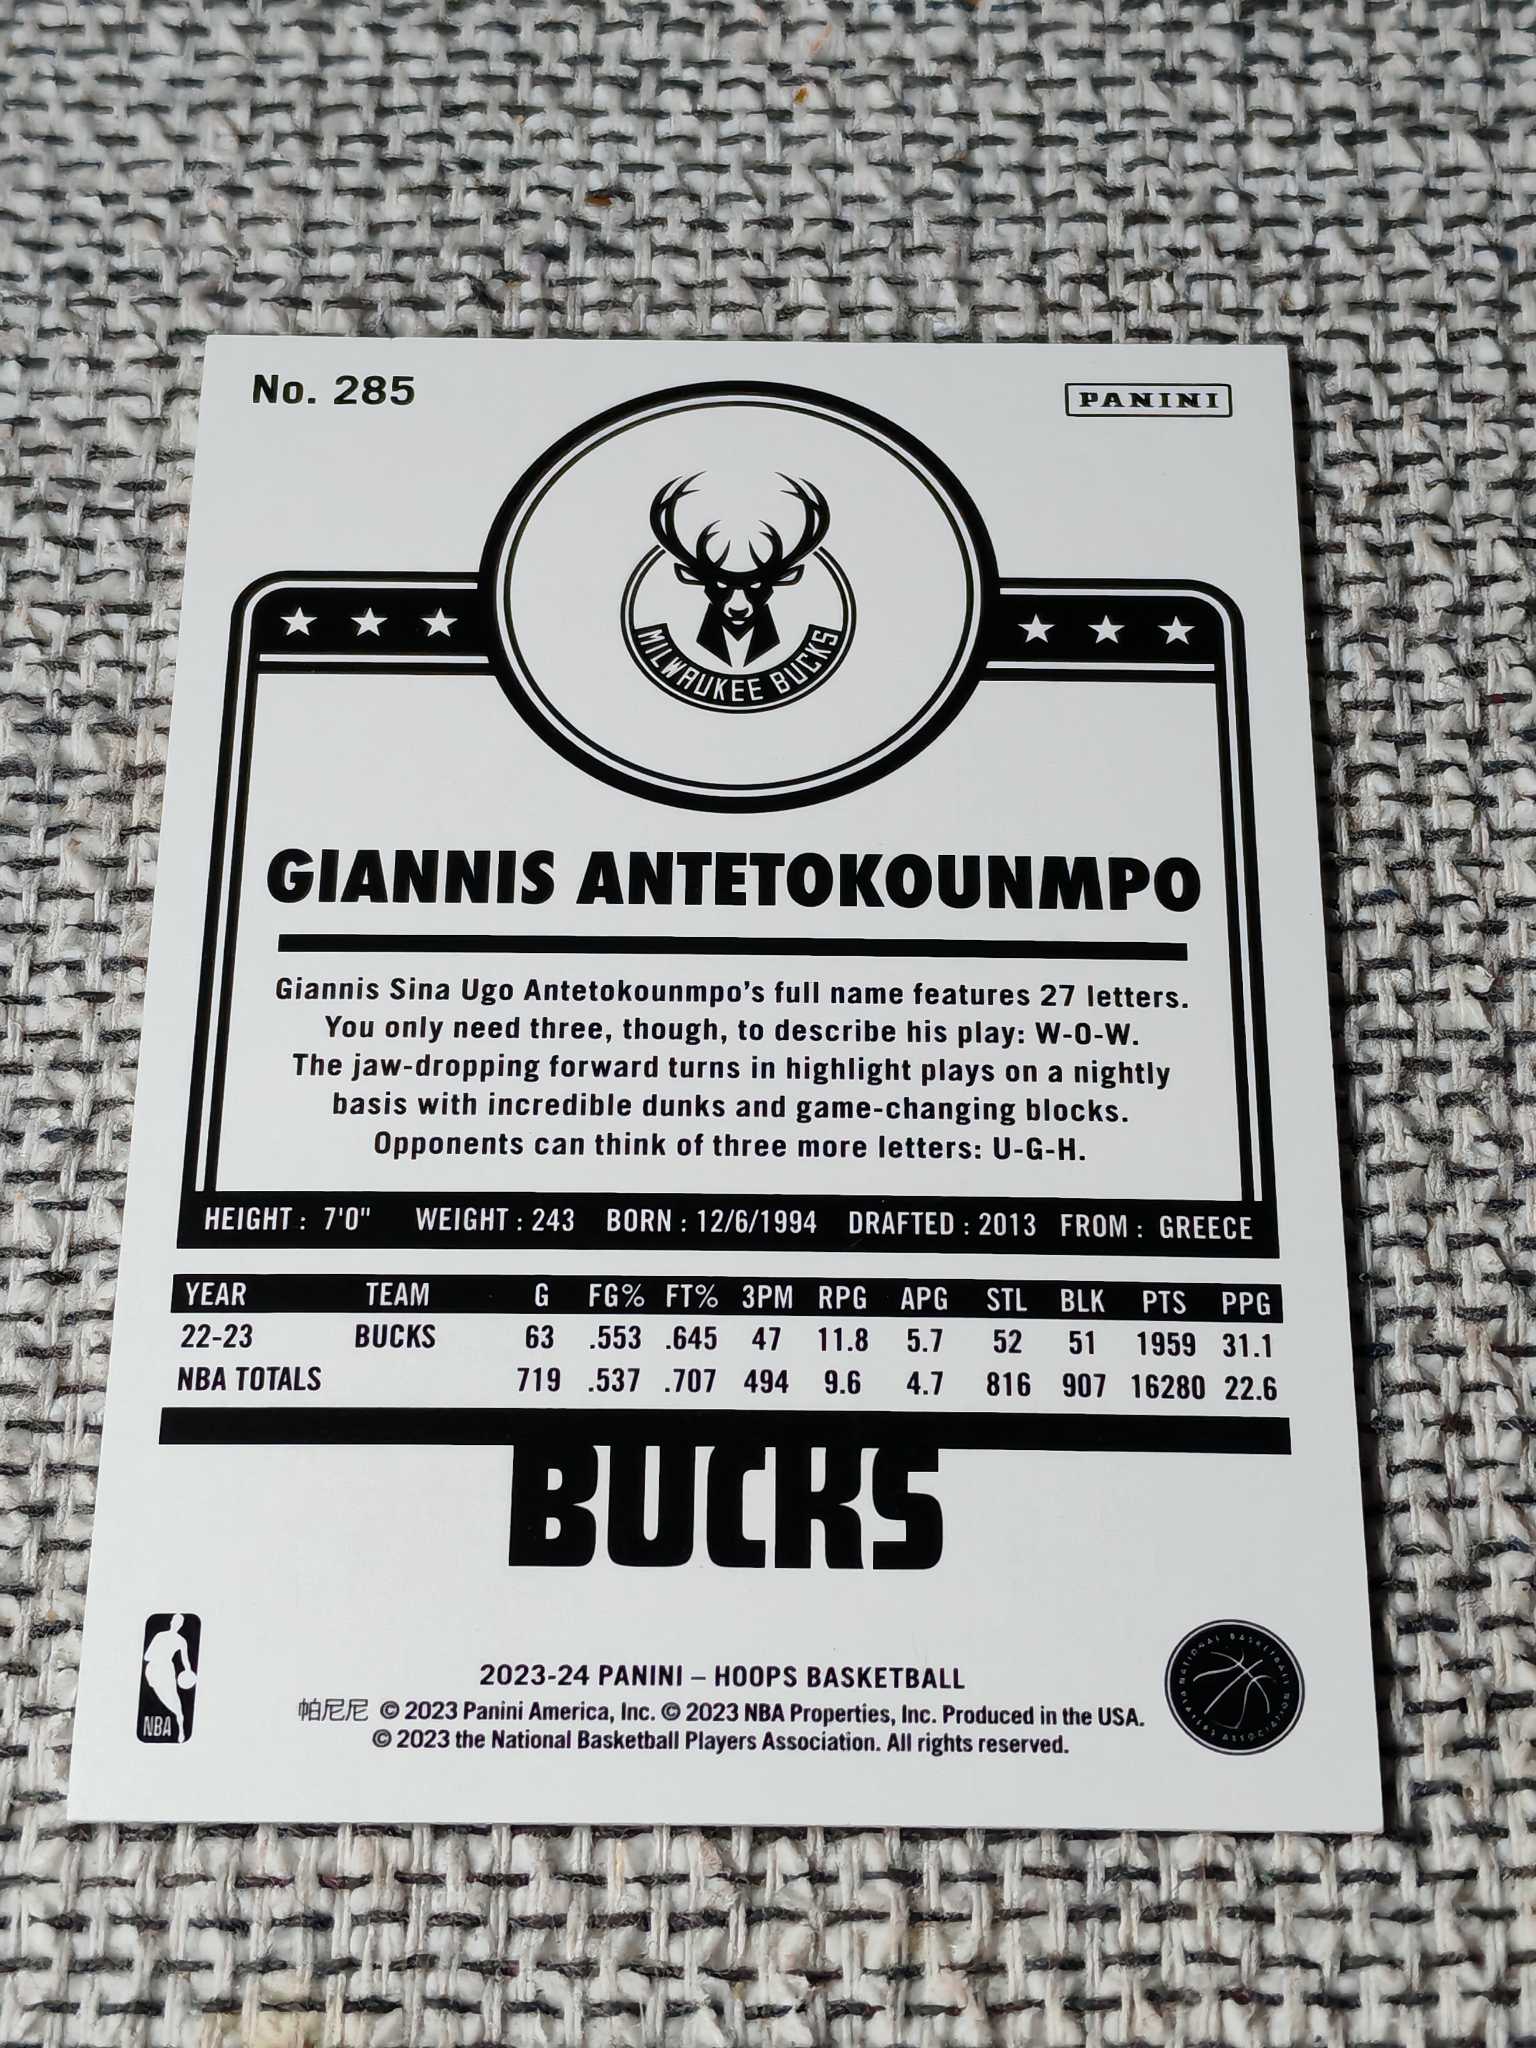 No. 285
PANINI
MILWAUKEE BUCKS
GIANNIS ANTETOKOUNMPO
Giannis Sina Ugo Antetokounmpo's full name features 27 letters.
You only need three, though, to describe his play: W-O-W.
The jaw-dropping forward turns in highlight plays on a nightly
basis with incredible dunks and game-changing blocks.
Opponents can think of three more letters: U-G-H.
HEIGHT : 7'0" WEIGHT : 243 BORN : 12/6/1994 DRAFTED : 2013 FROM : GREECE
YEAR TEAM G FG% FT% 3PM RPG APG STL BLK PTS PPG
22-23 BUCKS 63 .553 .645 47 11.8 5.7 52 51 1959 31.1
NBA TOTALS 719 .537 .707 494 9.6 4.7 816 907 16280 22.6
BUCKS
NBA
2023-24 PANINI – HOOPS BASKETBALL
帕尼尼 © 2023 Panini America, Inc. © 2023 NBA Properties, Inc. Produced in the USA.
© 2023 the National Basketball Players Association. All rights reserved.
NATIONAL BASKETBALL
PLAYERS ASSOCIATION